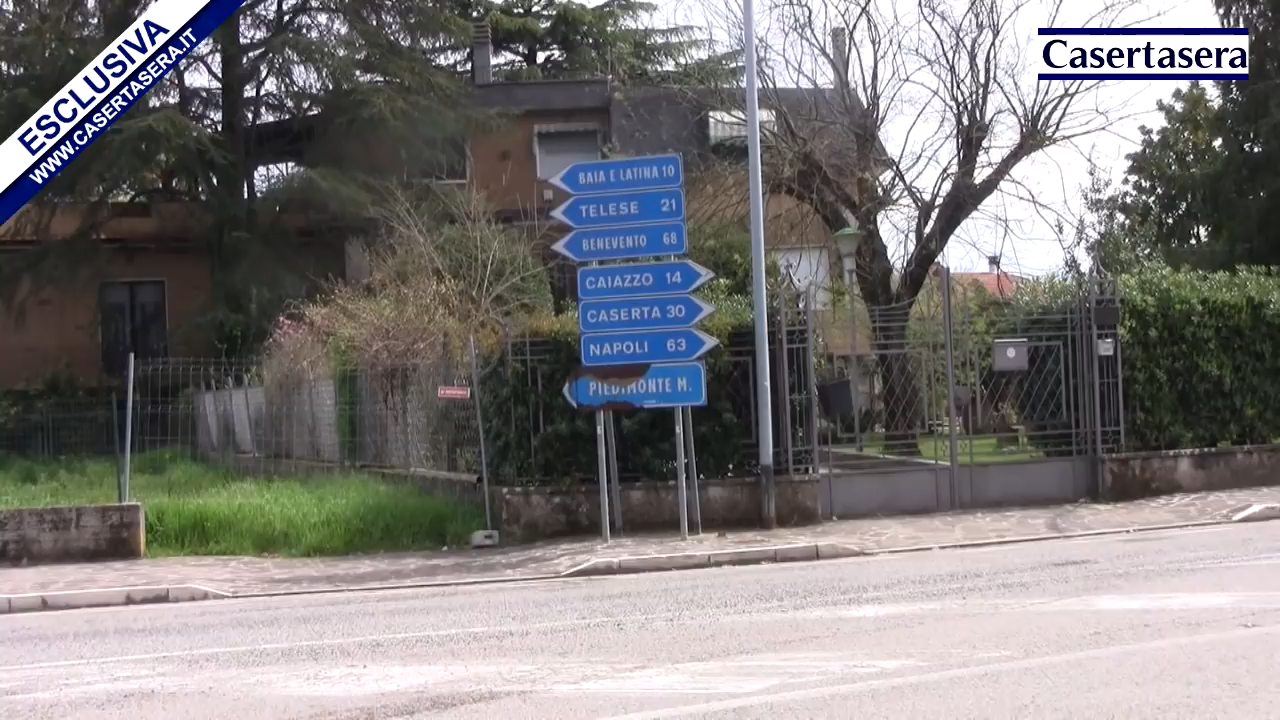 ESCLUSIVA
WWW.CASERTASERA.IT
Casertasera
BAIA E LATINA 10
TELESE 21
BENEVENTO 68
CAIAZZO 14
CASERTA 30
NAPOLI 63
PIEDIMONTE M.